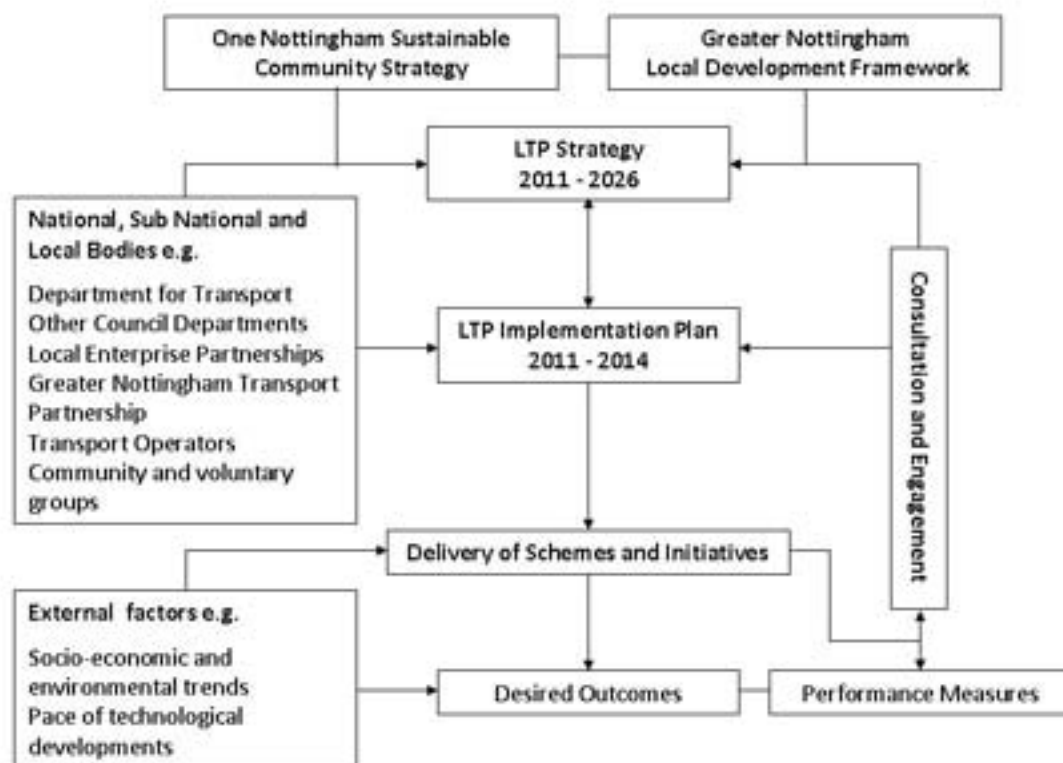 One Nottingham Sustainable
Community Strategy
Greater Nottingham
Local Development Framework
LTP Strategy
2011 - 2026
National, Sub National and
Local Bodies e.g.
Department for Transport
Other Council Departments
Local Enterprise Partnerships
Greater Nottingham Transport
Partnership
Transport Operators
Community and voluntary
groups
LTP Implementation Plan
2011 - 2014
Consultation and Engagement
Delivery of Schemes and Initiatives
External factors e.g.
Socio-economic and
environmental trends
Pace of technological
developments
Desired Outcomes
Performance Measures